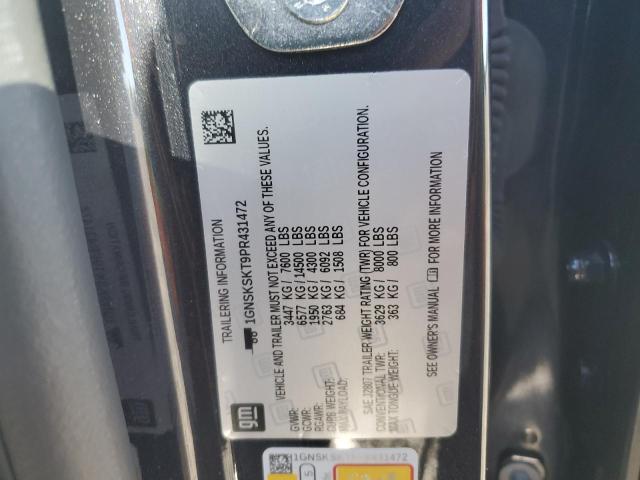 gm
TRAILERING INFORMATION
1GNSKSKT9PR431472
VEHICLE AND TRAILER MUST NOT EXCEED ANY OF THESE VALUES.
GVWR: 3447 KG / 7600 LBS
GCWR: 6577 KG / 14500 LBS
RGAWR: 1950 KG / 4300 LBS
CURB WEIGHT: 2763 KG / 6092 LBS
MAX PAYLOAD: 684 KG / 1508 LBS
SAE J2807 TRAILER WEIGHT RATING (TWR) FOR VEHICLE CONFIGURATION.
CONVENTIONAL TWR: 3629 KG / 8000 LBS
MAX TONGUE WEIGHT: 363 KG / 800 LBS
SEE OWNER'S MANUAL FOR MORE INFORMATION